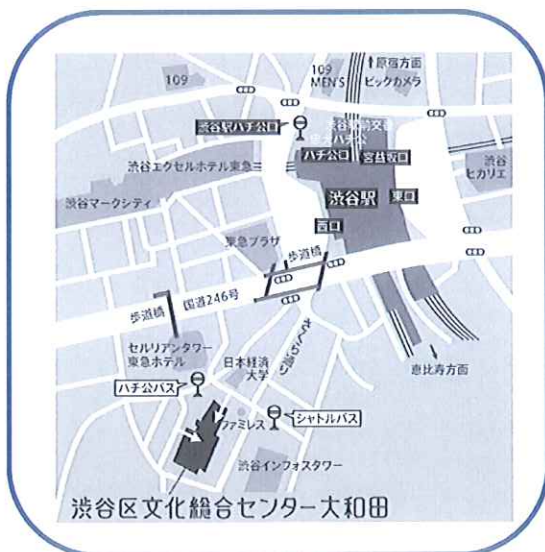 原宿方面
109
109
MEN'S
ビックカメラ
渋谷駅ハチ公口
ハチ公口
宮益坂口
渋谷エクセルホテル東急
渋谷
ヒカリエ
渋谷マークシティ
渋谷駅
東口
西口
東急プラザ
歩道橋
歩道橋
国道246号
セルリアンタワー
東急ホテル
日本経済
大学
さくら通り
恵比寿方面
ハチ公バス
シャトルバス
ファミレス
渋谷インフォスタワー
渋谷区文化総合センター大和田